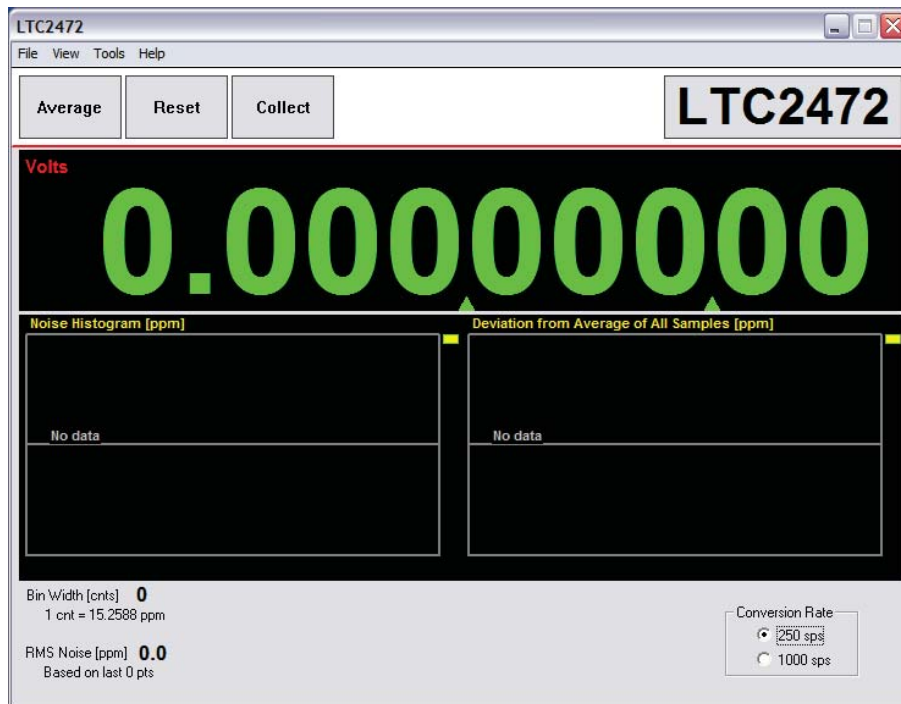 LTC2472
File View Tools Help
Average Reset Collect
LTC2472
Volts
0.00000000
Noise Histogram [ppm]
No data
Deviation from Average of All Samples [ppm]
No data
Bin Width [cnts] 0
1 cnt = 15.2588 ppm
RMS Noise [ppm] 0.0
Based on last 0 pts
Conversion Rate
250 sps
1000 sps